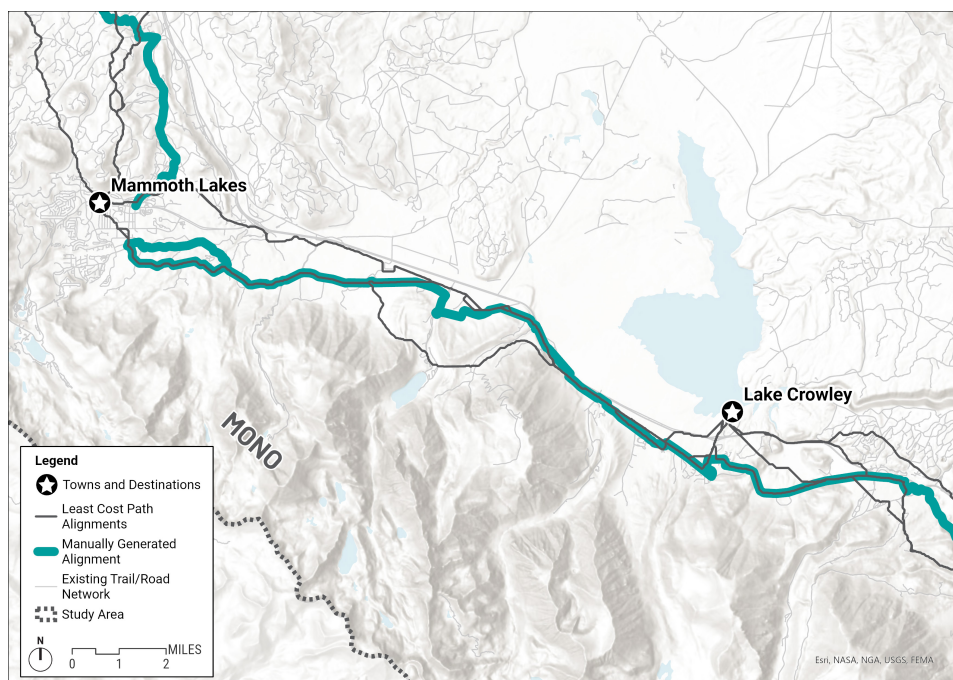 Mammoth Lakes
Lake Crowley
MONO
Legend
Towns and Destinations
Least Cost Path
Alignments
Manually Generated
Alignment
Existing Trail/Road
Network
Study Area
N
MILES
0 1 2
Esri, NASA, NGA, USGS, FEMA